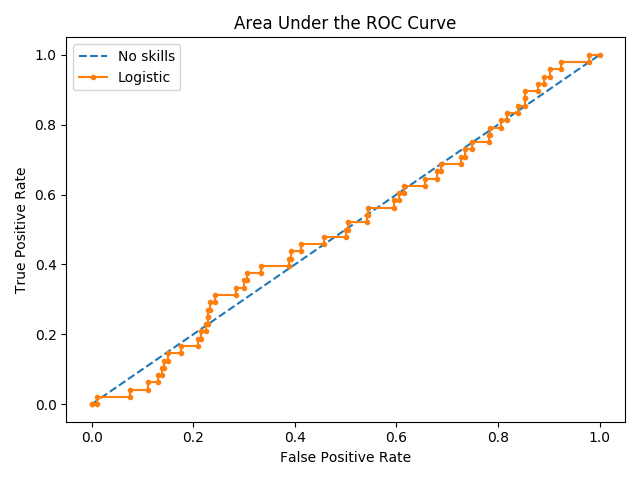 Area Under the ROC Curve
No skills
Logistic
True Positive Rate
1.0
0.8
0.6
0.4
0.2
0.0
0.0 0.2 0.4 0.6 0.8 1.0
False Positive Rate